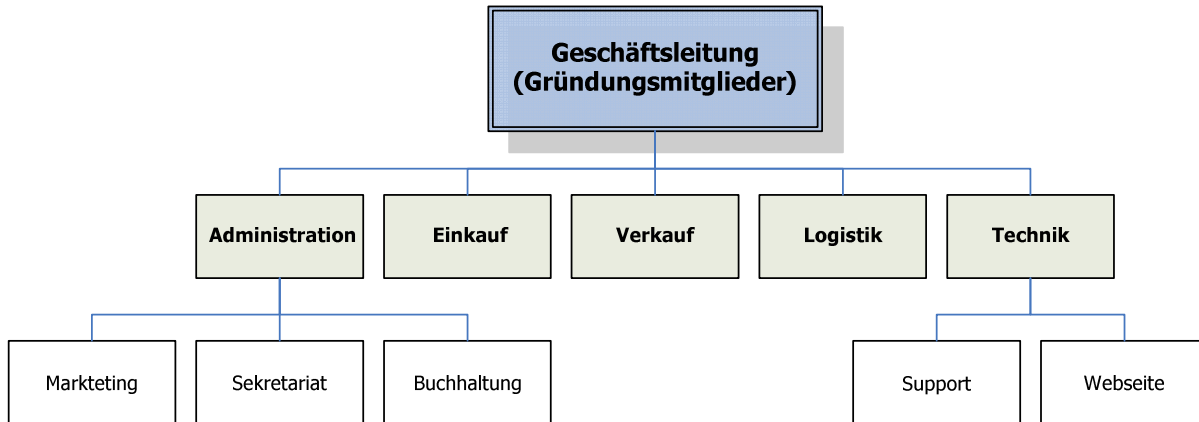 Geschäftsleitung
(Gründungsmitglieder)
Administration
Einkauf
Verkauf
Logistik
Technik
Markteting
Sekretariat
Buchhaltung
Support
Webseite